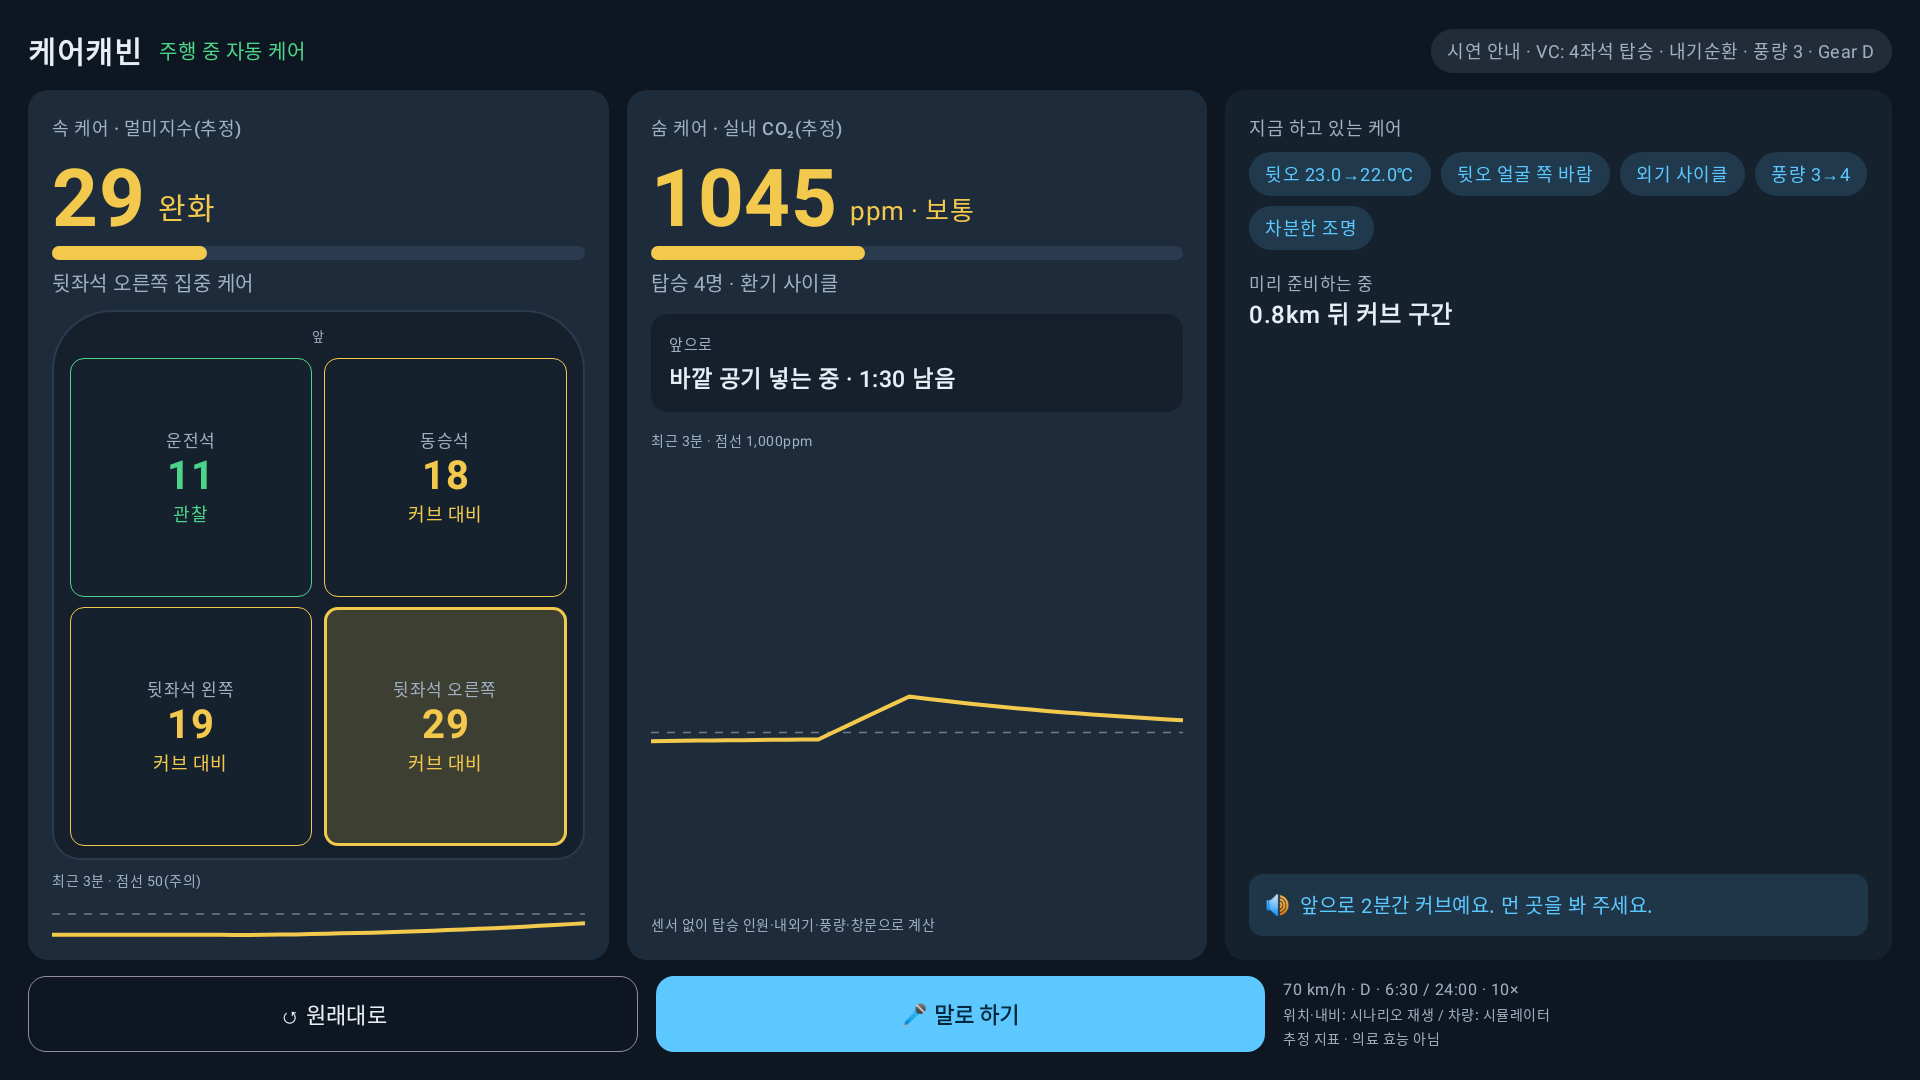 케어캐빈 주행 중 자동 케어
시연 안내 · VC: 4좌석 탑승 · 내기순환 · 풍량 3 · Gear D
속 케어 · 멀미지수(추정)
29 완화
뒷좌석 오른쪽 집중 케어
앞
운전석
11
관찰
동승석
18
커브 대비
뒷좌석 왼쪽
19
커브 대비
뒷좌석 오른쪽
29
커브 대비
최근 3분 · 점선 50(주의)
숨 케어 · 실내 CO₂(추정)
1045 ppm · 보통
탑승 4명 · 환기 사이클
앞으로
바깥 공기 넣는 중 · 1:30 남음
최근 3분 · 점선 1,000ppm
센서 없이 탑승 인원·내외기·풍량·창문으로 계산
지금 하고 있는 케어
뒷오 23.0→22.0℃
뒷오 얼굴 쪽 바람
외기 사이클
풍량 3→4
차분한 조명
미리 준비하는 중
0.8km 뒤 커브 구간
🔊 앞으로 2분간 커브예요. 먼 곳을 봐 주세요.
↺ 원래대로
🎤 말로 하기
70 km/h · D · 6:30 / 24:00 · 10×
위치·내비: 시나리오 재생 / 차량: 시뮬레이터
추정 지표 · 의료 효능 아님